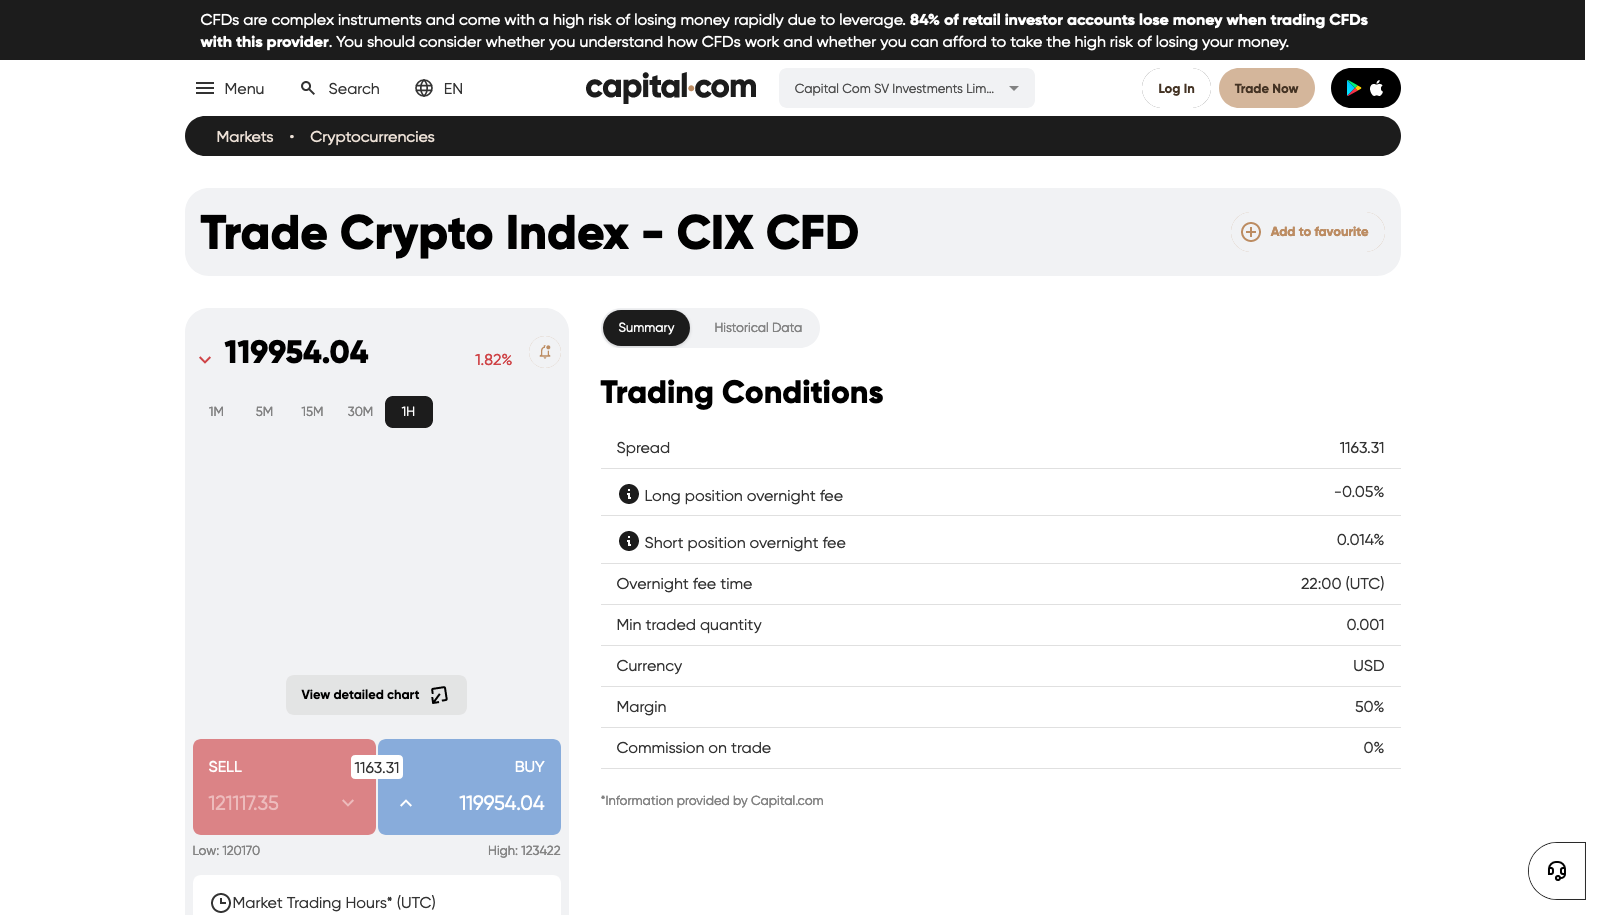 CFDs are complex instruments and come with a high risk of losing money rapidly due to leverage. 84% of retail investor accounts lose money when trading CFDs
with this provider. You should consider whether you understand how CFDs work and whether you can afford to take the high risk of losing your money.
Menu Search EN capital.com Capital Com SV Investments Lim... Log In Trade Now
Markets • Cryptocurrencies
Trade Crypto Index - CIX CFD
Add to favourite
119954.04 1.82%
1M 5M 15M 30M 1H
View detailed chart
SELL 1163.31 BUY
121117.35 119954.04
Low: 120170 High: 123422
Market Trading Hours* (UTC)
Summary Historical Data
Trading Conditions
Spread 1163.31
Long position overnight fee -0.05%
Short position overnight fee 0.014%
Overnight fee time 22:00 (UTC)
Min traded quantity 0.001
Currency USD
Margin 50%
Commission on trade 0%
*Information provided by Capital.com